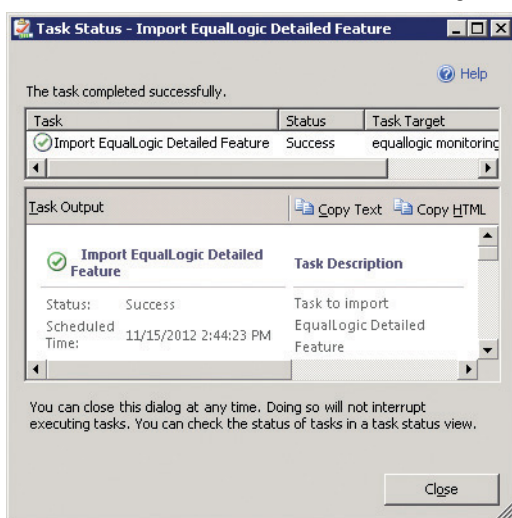 Task Status - Import EqualLogic Detailed Feature
Help
The task completed successfully.
Task Status Task Target
Import EqualLogic Detailed Feature Success equallogic monitoring
Task Output Copy Text Copy HTML
Import EqualLogic Detailed
Feature
Task Description
Status: Success
Scheduled
Time: 11/15/2012 2:44:23 PM
Task to import
EqualLogic Detailed
Feature
You can close this dialog at any time. Doing so will not interrupt
executing tasks. You can check the status of tasks in a task status view.
Close